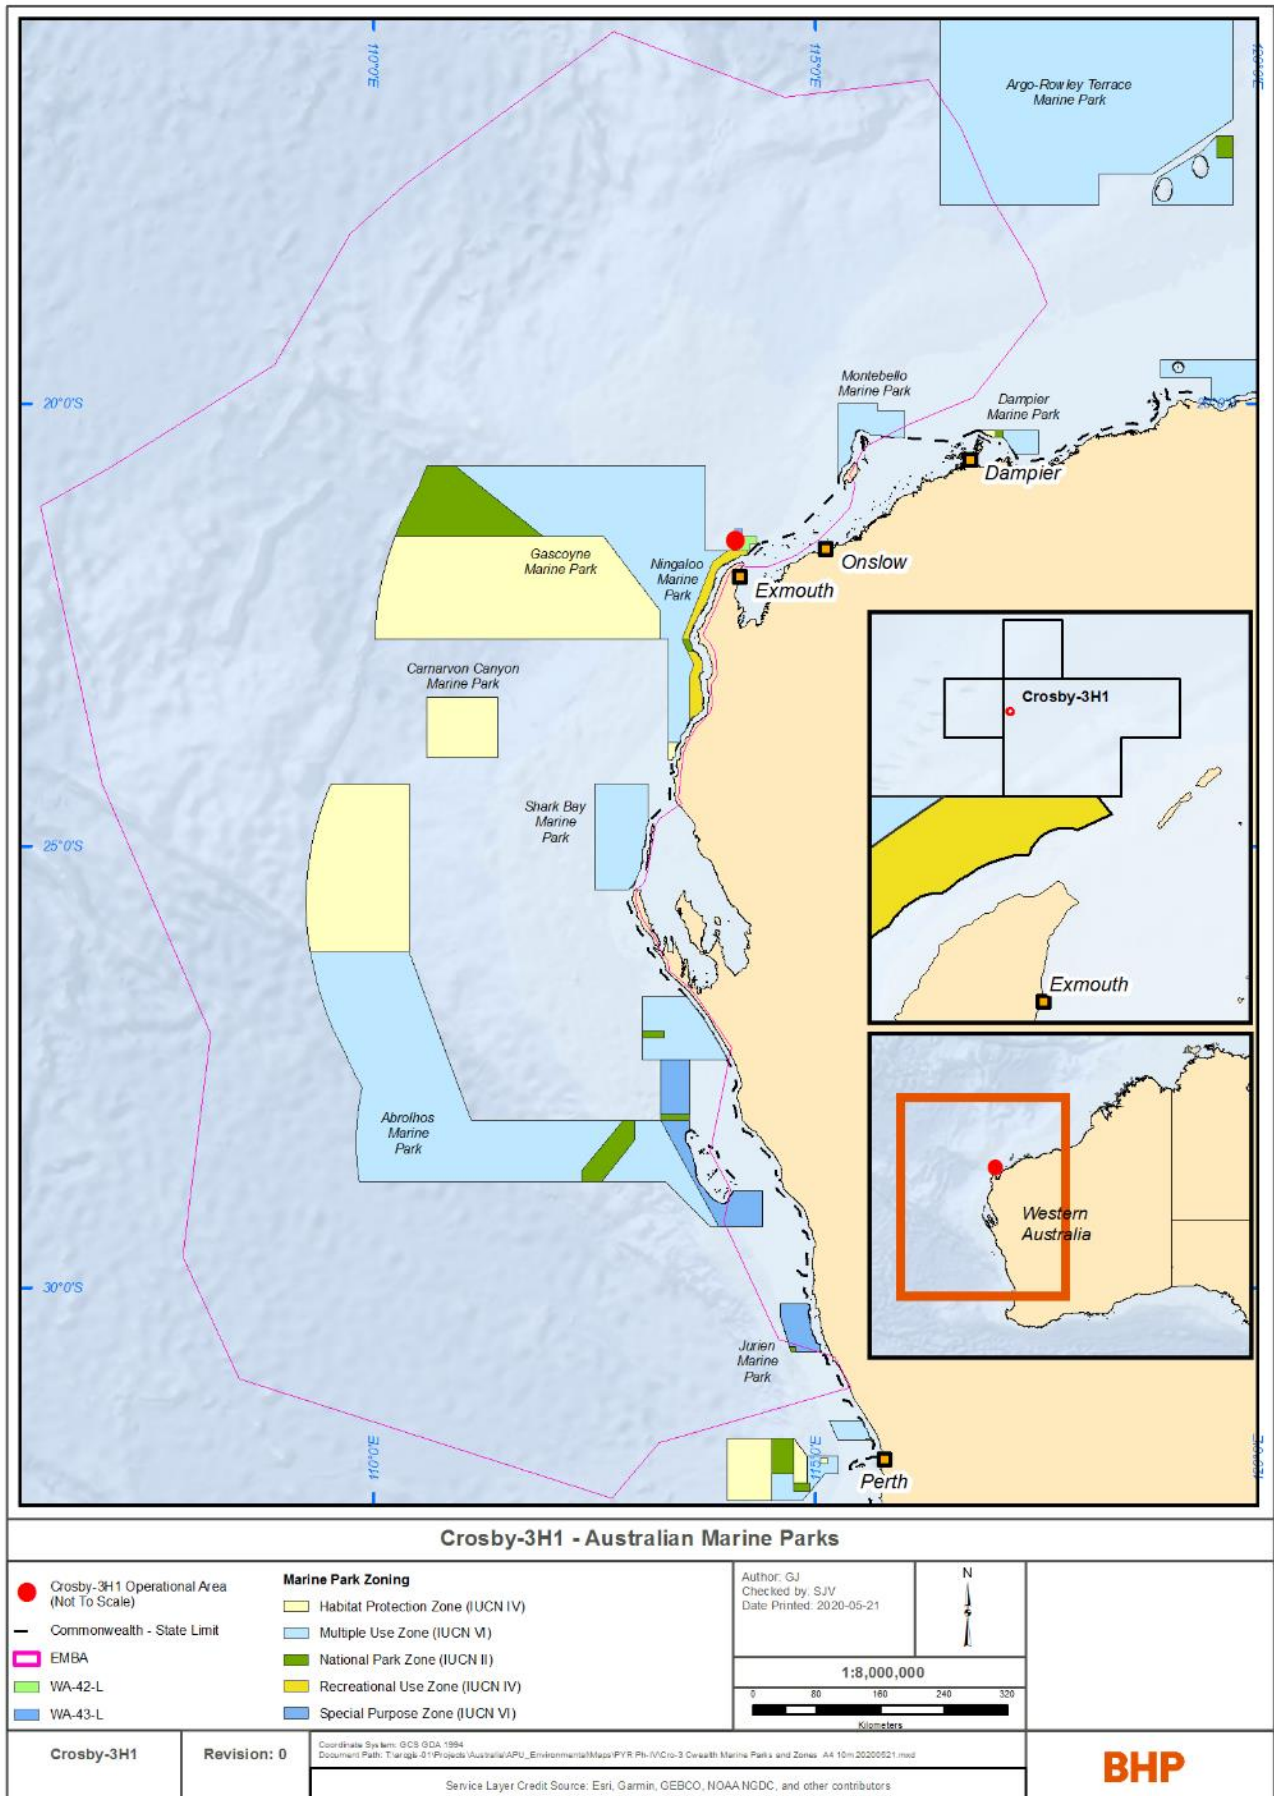 110°0'E
115°0'E
120°0'E
Argo-Rowley Terrace
Marine Park
20°0'S
Montebello
Marine Park
Dampier
Marine Park
Dampier
Gascoyne
Marine Park
Ningaloo
Marine
Park
Onslow
Exmouth
Carnarvon Canyon
Marine Park
Crosby-3H1
Shark Bay
Marine
Park
25°0'S
Exmouth
Abrolhos
Marine
Park
Western
Australia
30°0'S
Jurien
Marine
Park
110°0'E
115°0'E
120°0'E
Perth
Crosby-3H1 - Australian Marine Parks
Crosby-3H1 Operational Area
(Not To Scale)
Commonwealth - State Limit
EMBA
WA-42-L
WA-43-L
Marine Park Zoning
Habitat Protection Zone (IUCN IV)
Multiple Use Zone (IUCN VI)
National Park Zone (IUCN II)
Recreational Use Zone (IUCN IV)
Special Purpose Zone (IUCN VI)
Author: GJ
Checked by: SJV
Date Printed: 2020-05-21
N
1:8,000,000
0 80 160 240 320
Kilometers
Crosby-3H1
Revision: 0
Coordinate System: GCS GDA 1994
Document Path:
Service Layer Credit Source: Esri, Garmin, GEBCO, NOAA NGDC, and other contributors
BHP